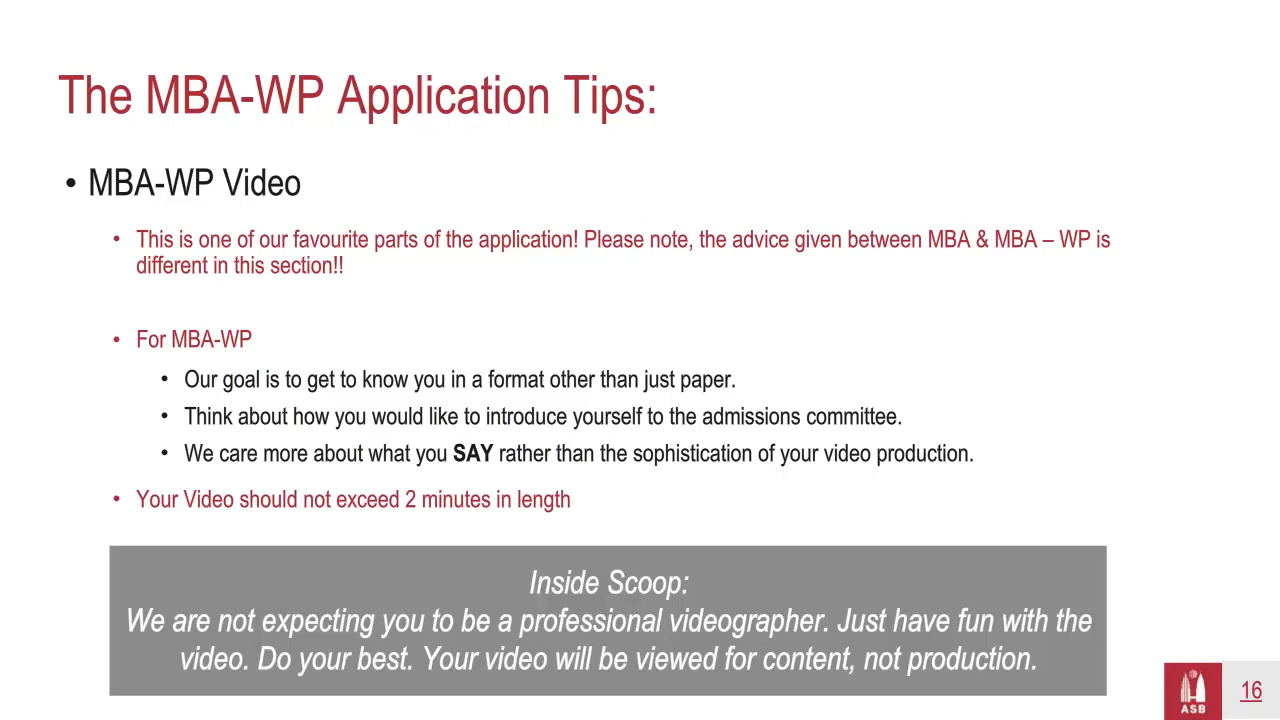 The MBA-WP Application Tips:
• MBA-WP Video
• This is one of our favourite parts of the application! Please note, the advice given between MBA & MBA – WP is
different in this section!!
• For MBA-WP
• Our goal is to get to know you in a format other than just paper.
• Think about how you would like to introduce yourself to the admissions committee.
• We care more about what you SAY rather than the sophistication of your video production.
• Your Video should not exceed 2 minutes in length
Inside Scoop:
We are not expecting you to be a professional videographer. Just have fun with the
video. Do your best. Your video will be viewed for content, not production.
ASB
16